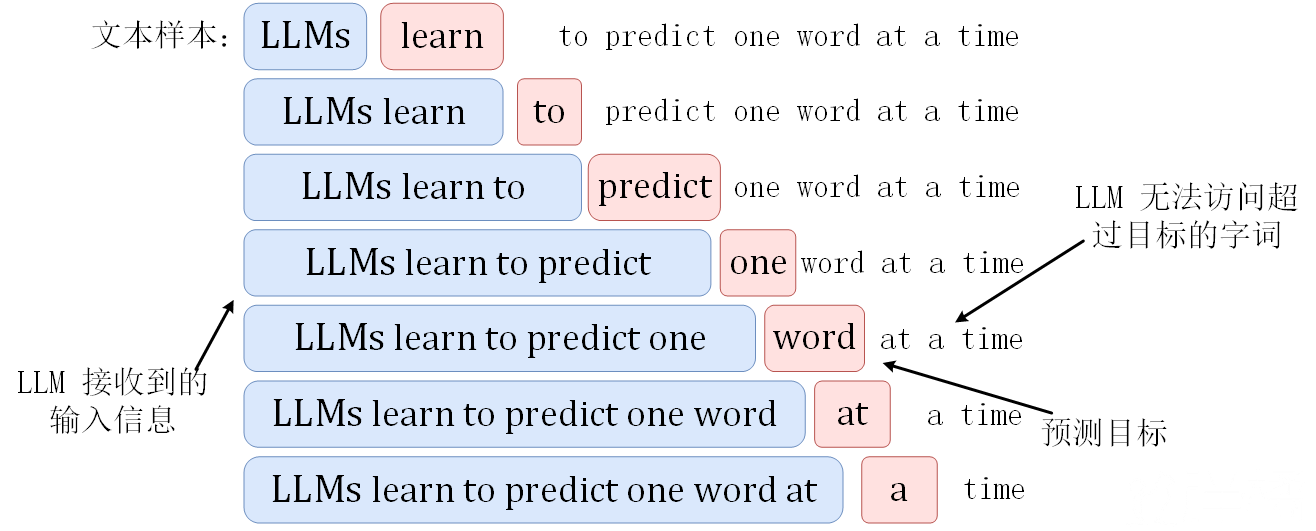 文本样本: LLMs learn to predict one word at a time
LLMs learn to predict one word at a time
LLMs learn to predict one word at a time
LLM 无法访问超
过目标的字词
LLMs learn to predict one word at a time
LLMs learn to predict one word at a time
LLM 接收到的
输入信息
LLMs learn to predict one word at a time
预测目标
LLMs learn to predict one word at a time